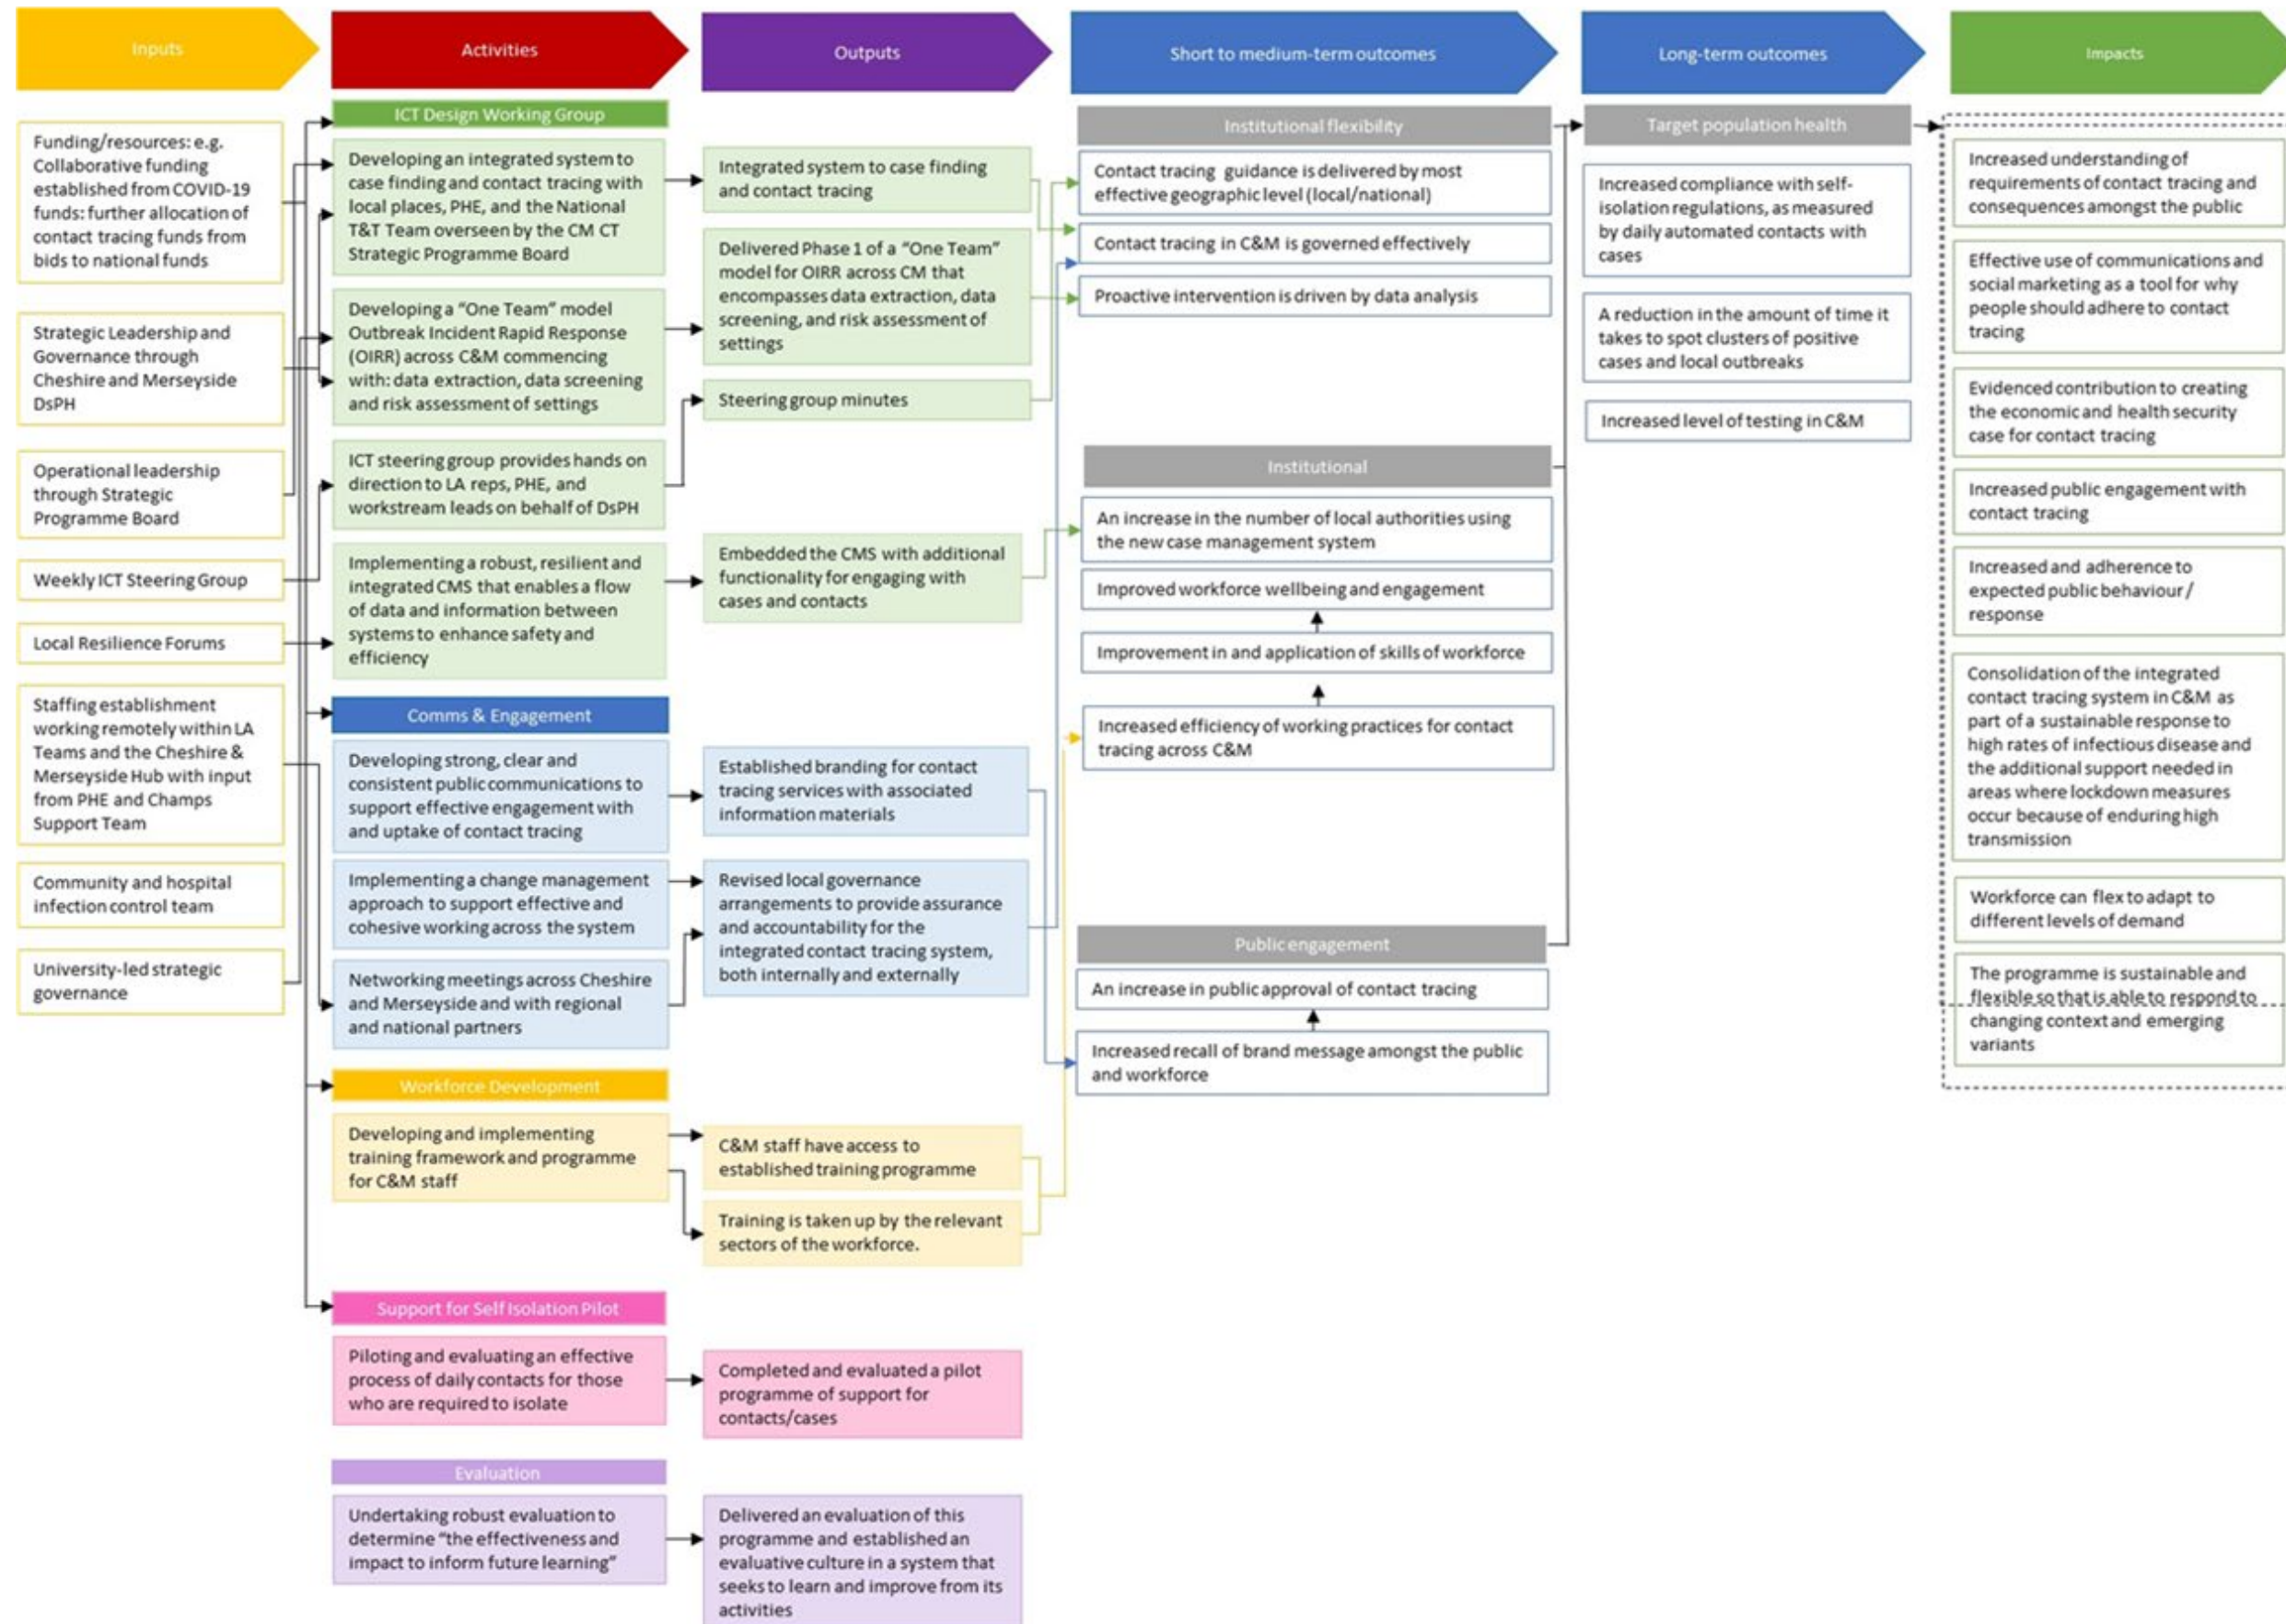 Inputs
Activities
Outputs
Short to medium-term outcomes
Long-term outcomes
Impacts
Funding/resources: e.g.
Collaborative funding
established from COVID-19
funds: further allocation of
contact tracing funds from
bids to national funds
Strategic Leadership and
Governance through
Cheshire and Merseyside
DsPH
Operational leadership
through Strategic
Programme Board
Weekly ICT Steering Group
Local Resilience Forums
Staffing establishment
working remotely within LA
Teams and the Cheshire &
Merseyside Hub with input
from PHE and Champs
Support Team
Community and hospital
infection control team
University-led strategic
governance
ICT Design Working Group
Developing an integrated system to
case finding and contact tracing with
local places, PHE, and the National
T&T Team overseen by the CM CT
Strategic Programme Board
Developing a "One Team" model
Outbreak Incident Rapid Response
(OIRR) across C&M commencing
with: data extraction, data screening
and risk assessment of settings
ICT steering group provides hands on
direction to LA reps, PHE, and
workstream leads on behalf of DsPH
Implementing a robust, resilient and
integrated CMS that enables a flow
of data and information between
systems to enhance safety and
efficiency
Comms & Engagement
Developing strong, clear and
consistent public communications to
support effective engagement with
and uptake of contact tracing
Implementing a change management
approach to support effective and
cohesive working across the system
Networking meetings across Cheshire
and Merseyside and with regional
and national partners
Workforce Development
Developing and implementing
training framework and programme
for C&M staff
Support for Self Isolation Pilot
Piloting and evaluating an effective
process of daily contacts for those
who are required to isolate
Evaluation
Undertaking robust evaluation to
determine "the effectiveness and
impact to inform future learning"
Integrated system to case finding
and contact tracing
Delivered Phase 1 of a "One Team"
model for OIRR across CM that
encompasses data extraction, data
screening, and risk assessment of
settings
Steering group minutes
Embedded the CMS with additional
functionality for engaging with
cases and contacts
Established branding for contact
tracing services with associated
information materials
Revised local governance
arrangements to provide assurance
and accountability for the
integrated contact tracing system,
both internally and externally
C&M staff have access to
established training programme
Training is taken up by the relevant
sectors of the workforce.
Completed and evaluated a pilot
programme of support for
contacts/cases
Delivered an evaluation of this
programme and established an
evaluative culture in a system that
seeks to learn and improve from its
activities
Institutional flexibility
Contact tracing guidance is delivered by most
effective geographic level (local/national)
Contact tracing in C&M is governed effectively
Proactive intervention is driven by data analysis
Institutional
An increase in the number of local authorities using
the new case management system
Improved workforce wellbeing and engagement
Improvement in and application of skills of workforce
Increased efficiency of working practices for contact
tracing across C&M
Public engagement
An increase in public approval of contact tracing
Increased recall of brand message amongst the public
and workforce
Target population health
Increased compliance with self-
isolation regulations, as measured
by daily automated contacts with
cases
A reduction in the amount of time it
takes to spot clusters of positive
cases and local outbreaks
Increased level of testing in C&M
Increased understanding of
requirements of contact tracing and
consequences amongst the public
Effective use of communications and
social marketing as a tool for why
people should adhere to contact
tracing
Evidenced contribution to creating
the economic and health security
case for contact tracing
Increased public engagement with
contact tracing
Increased and adherence to
expected public behaviour /
response
Consolidation of the integrated
contact tracing system in C&M as
part of a sustainable response to
high rates of infectious disease and
the additional support needed in
areas where lockdown measures
occur because of enduring high
transmission
Workforce can flex to adapt to
different levels of demand
The programme is sustainable and
flexible so that is able to respond to
changing context and emerging
variants